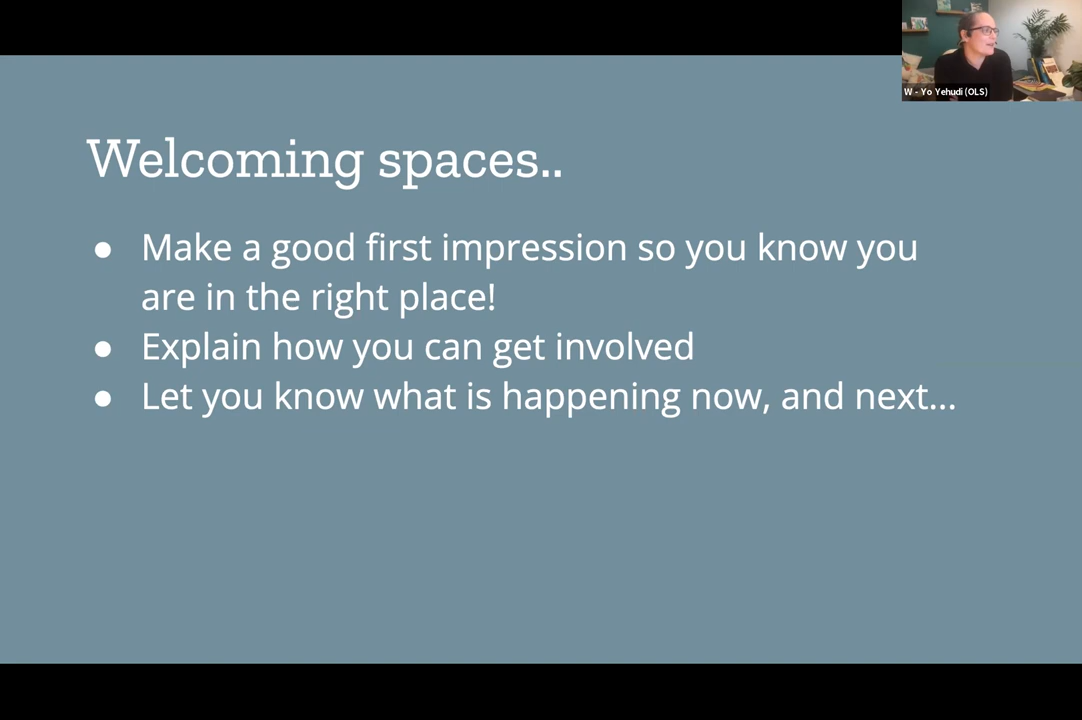 W - Yo Yehudi (OLS)
Welcoming spaces..
● Make a good first impression so you know you
are in the right place!
● Explain how you can get involved
● Let you know what is happening now, and next...